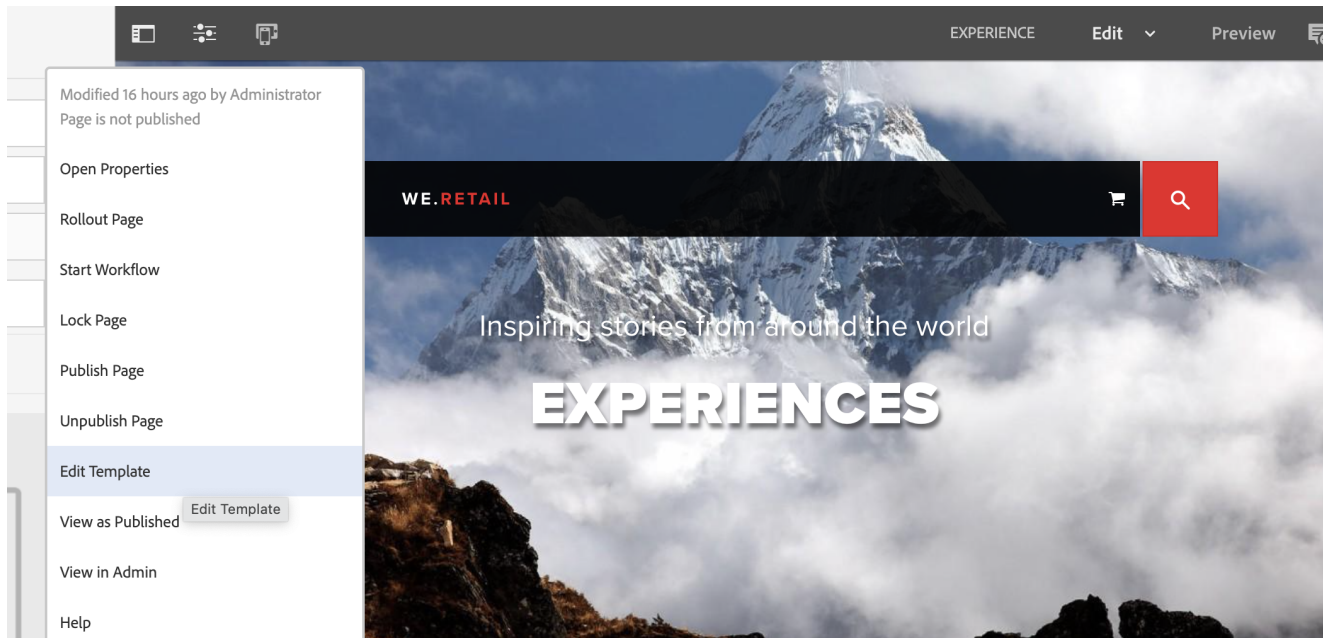 EXPERIENCE Edit Preview
Modified 16 hours ago by Administrator
Page is not published
Open Properties
Rollout Page
Start Workflow
Lock Page
Publish Page
Unpublish Page
Edit Template
Edit Template
View as Published
View in Admin
Help
WE.RETAIL
Inspiring stories from around the world
EXPERIENCES